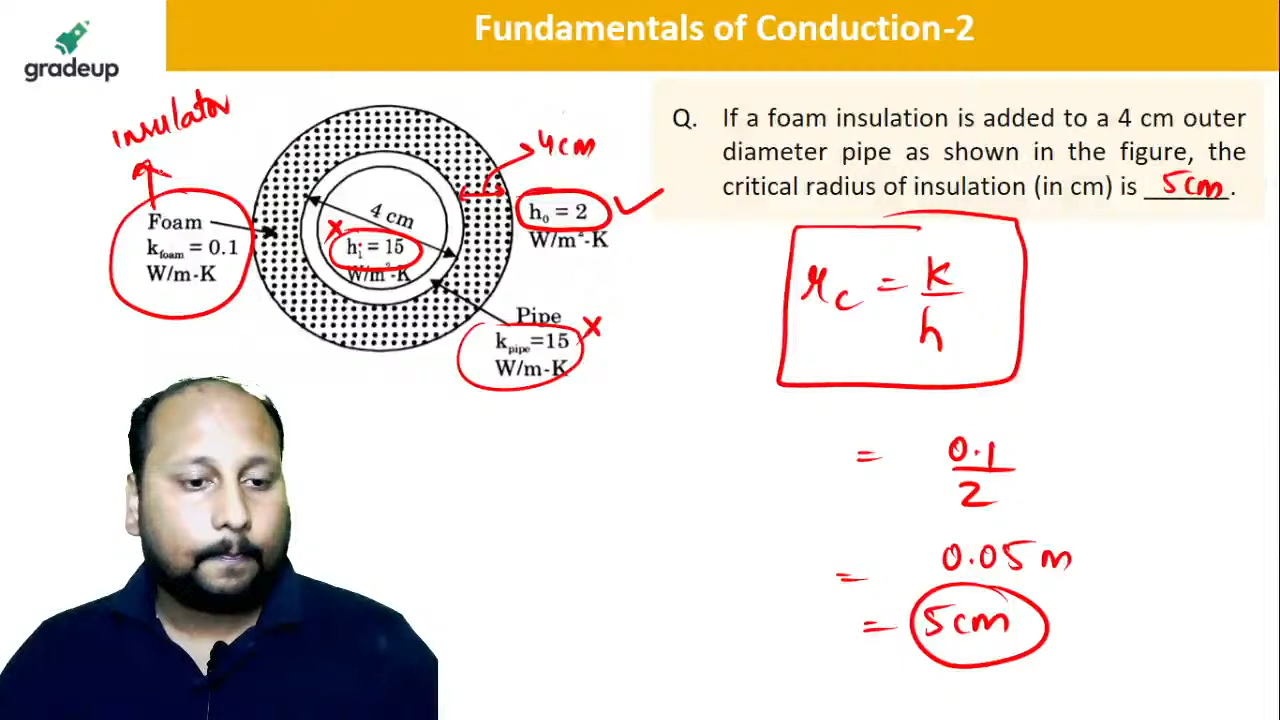 Fundamentals of Conduction-2
gradeup
insulator
4cm
Q. If a foam insulation is added to a 4 cm outer
diameter pipe as shown in the figure, the
critical radius of insulation (in cm) is 5cm.
Foam
k_foam = 0.1
W/m-K
4 cm
x
h_i = 15
W/m²-K
h₀ = 2 ✓
W/m²-K
Pipe
k_pipe=15 x
W/m-K
r_c = k/h
= 0.1/2
= 0.05 m
= 5cm